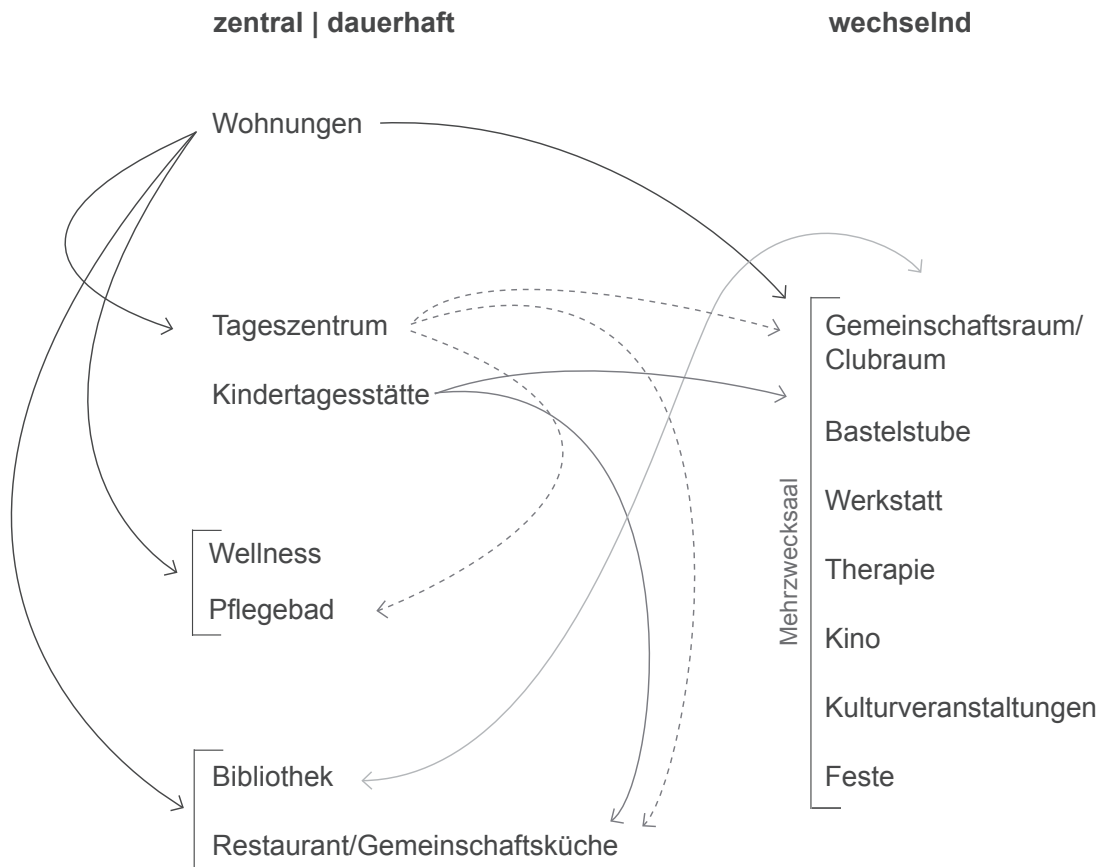 zentral | dauerhaft
wechselnd
Wohnungen
Tageszentrum
Kindertagesstätte
Wellness
Pflegebad
Bibliothek
Restaurant/Gemeinschaftsküche
Mehrzwecksaal
Gemeinschaftsraum/
Clubraum
Bastelstube
Werkstatt
Therapie
Kino
Kulturveranstaltungen
Feste